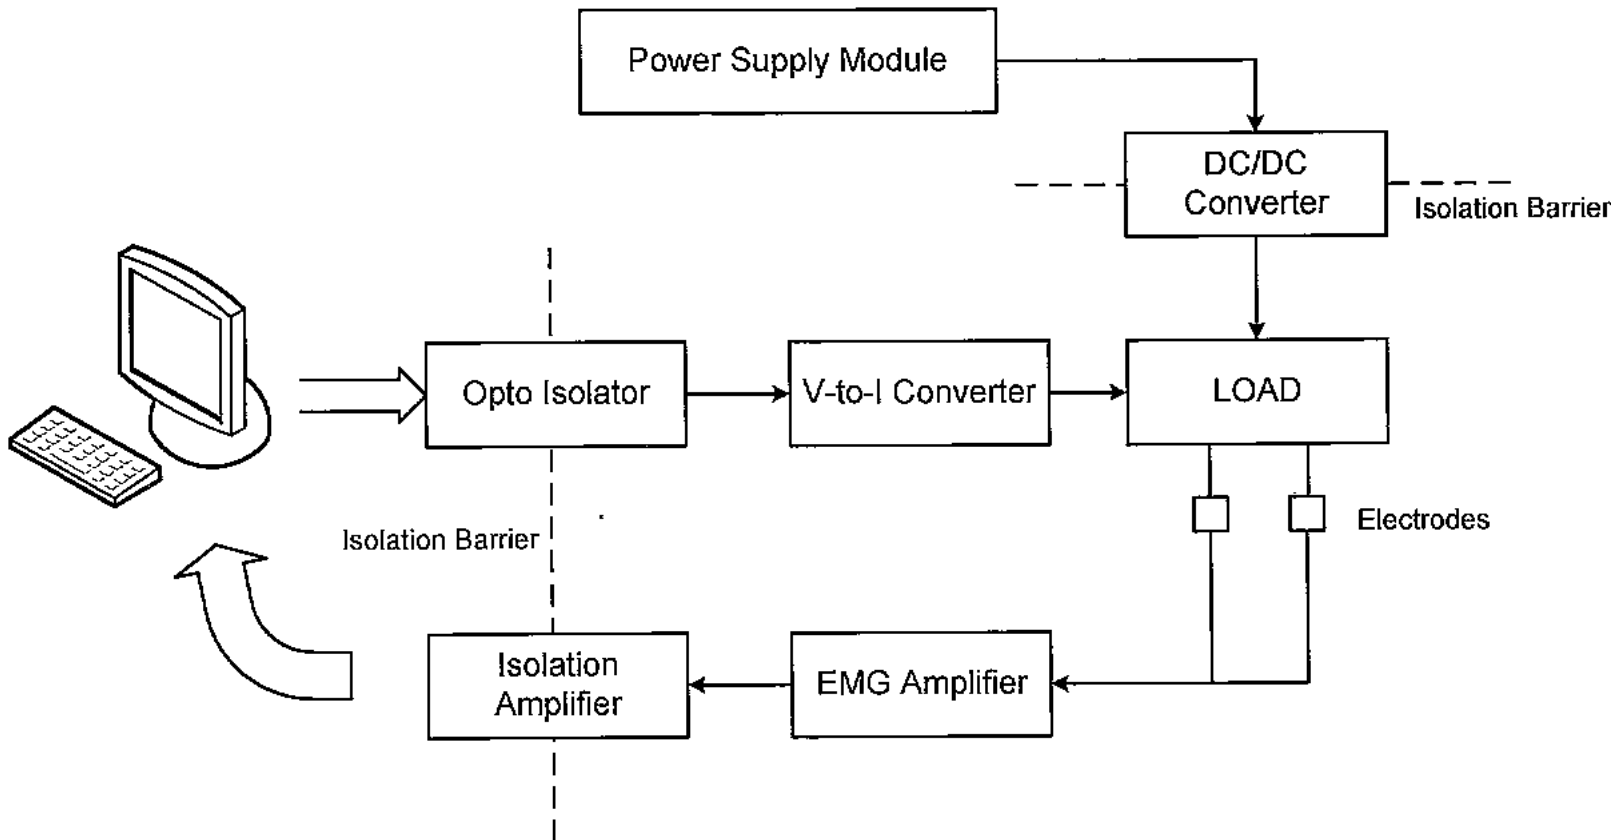 Power Supply Module
DC/DC
Converter
Isolation Barrier
Opto Isolator
V-to-I Converter
LOAD
Isolation Barrier
Electrodes
Isolation
Amplifier
EMG Amplifier